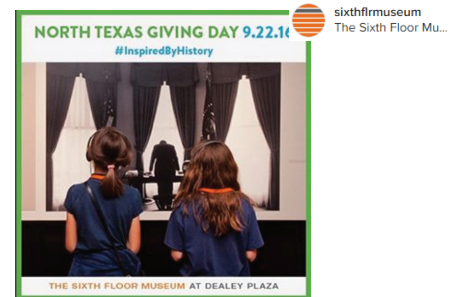 NORTH TEXAS GIVING DAY 9.22.16
#InspiredByHistory
THE SIXTH FLOOR MUSEUM AT DEALEY PLAZA
sixthflrmuseum
The Sixth Floor Mu...